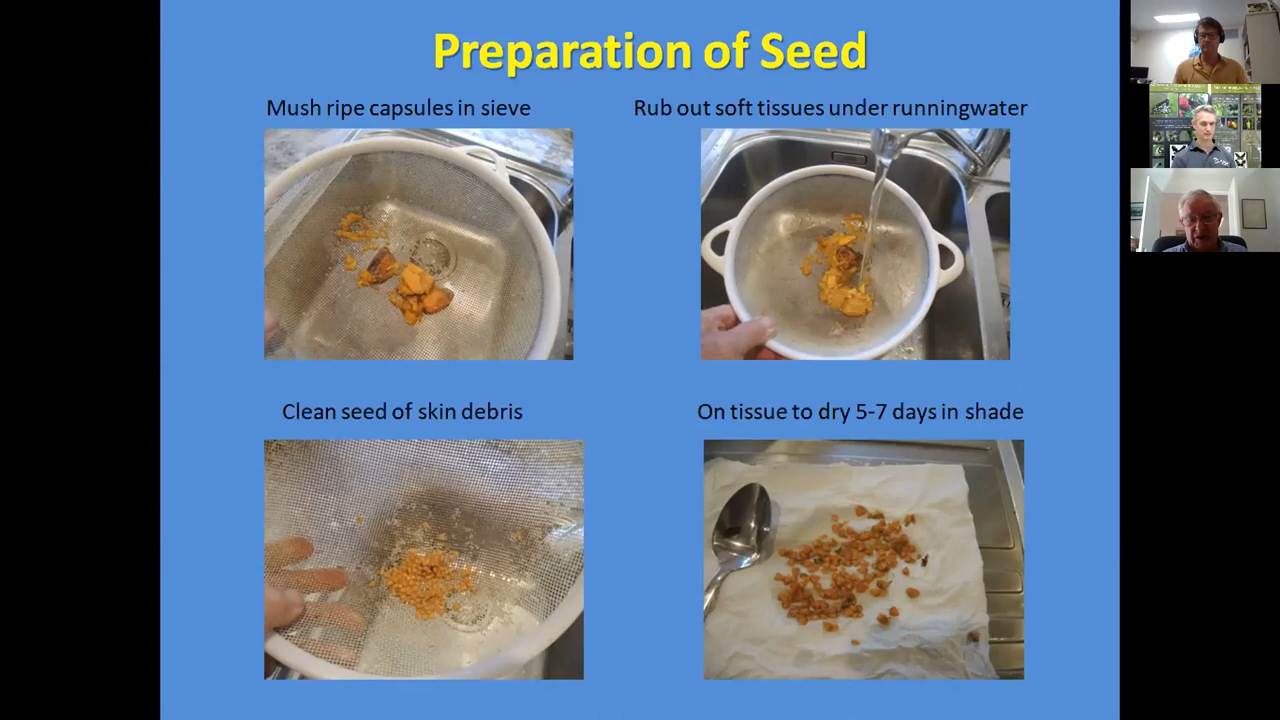 Preparation of Seed
Mush ripe capsules in sieve
Rub out soft tissues under runningwater
Clean seed of skin debris
On tissue to dry 5-7 days in shade